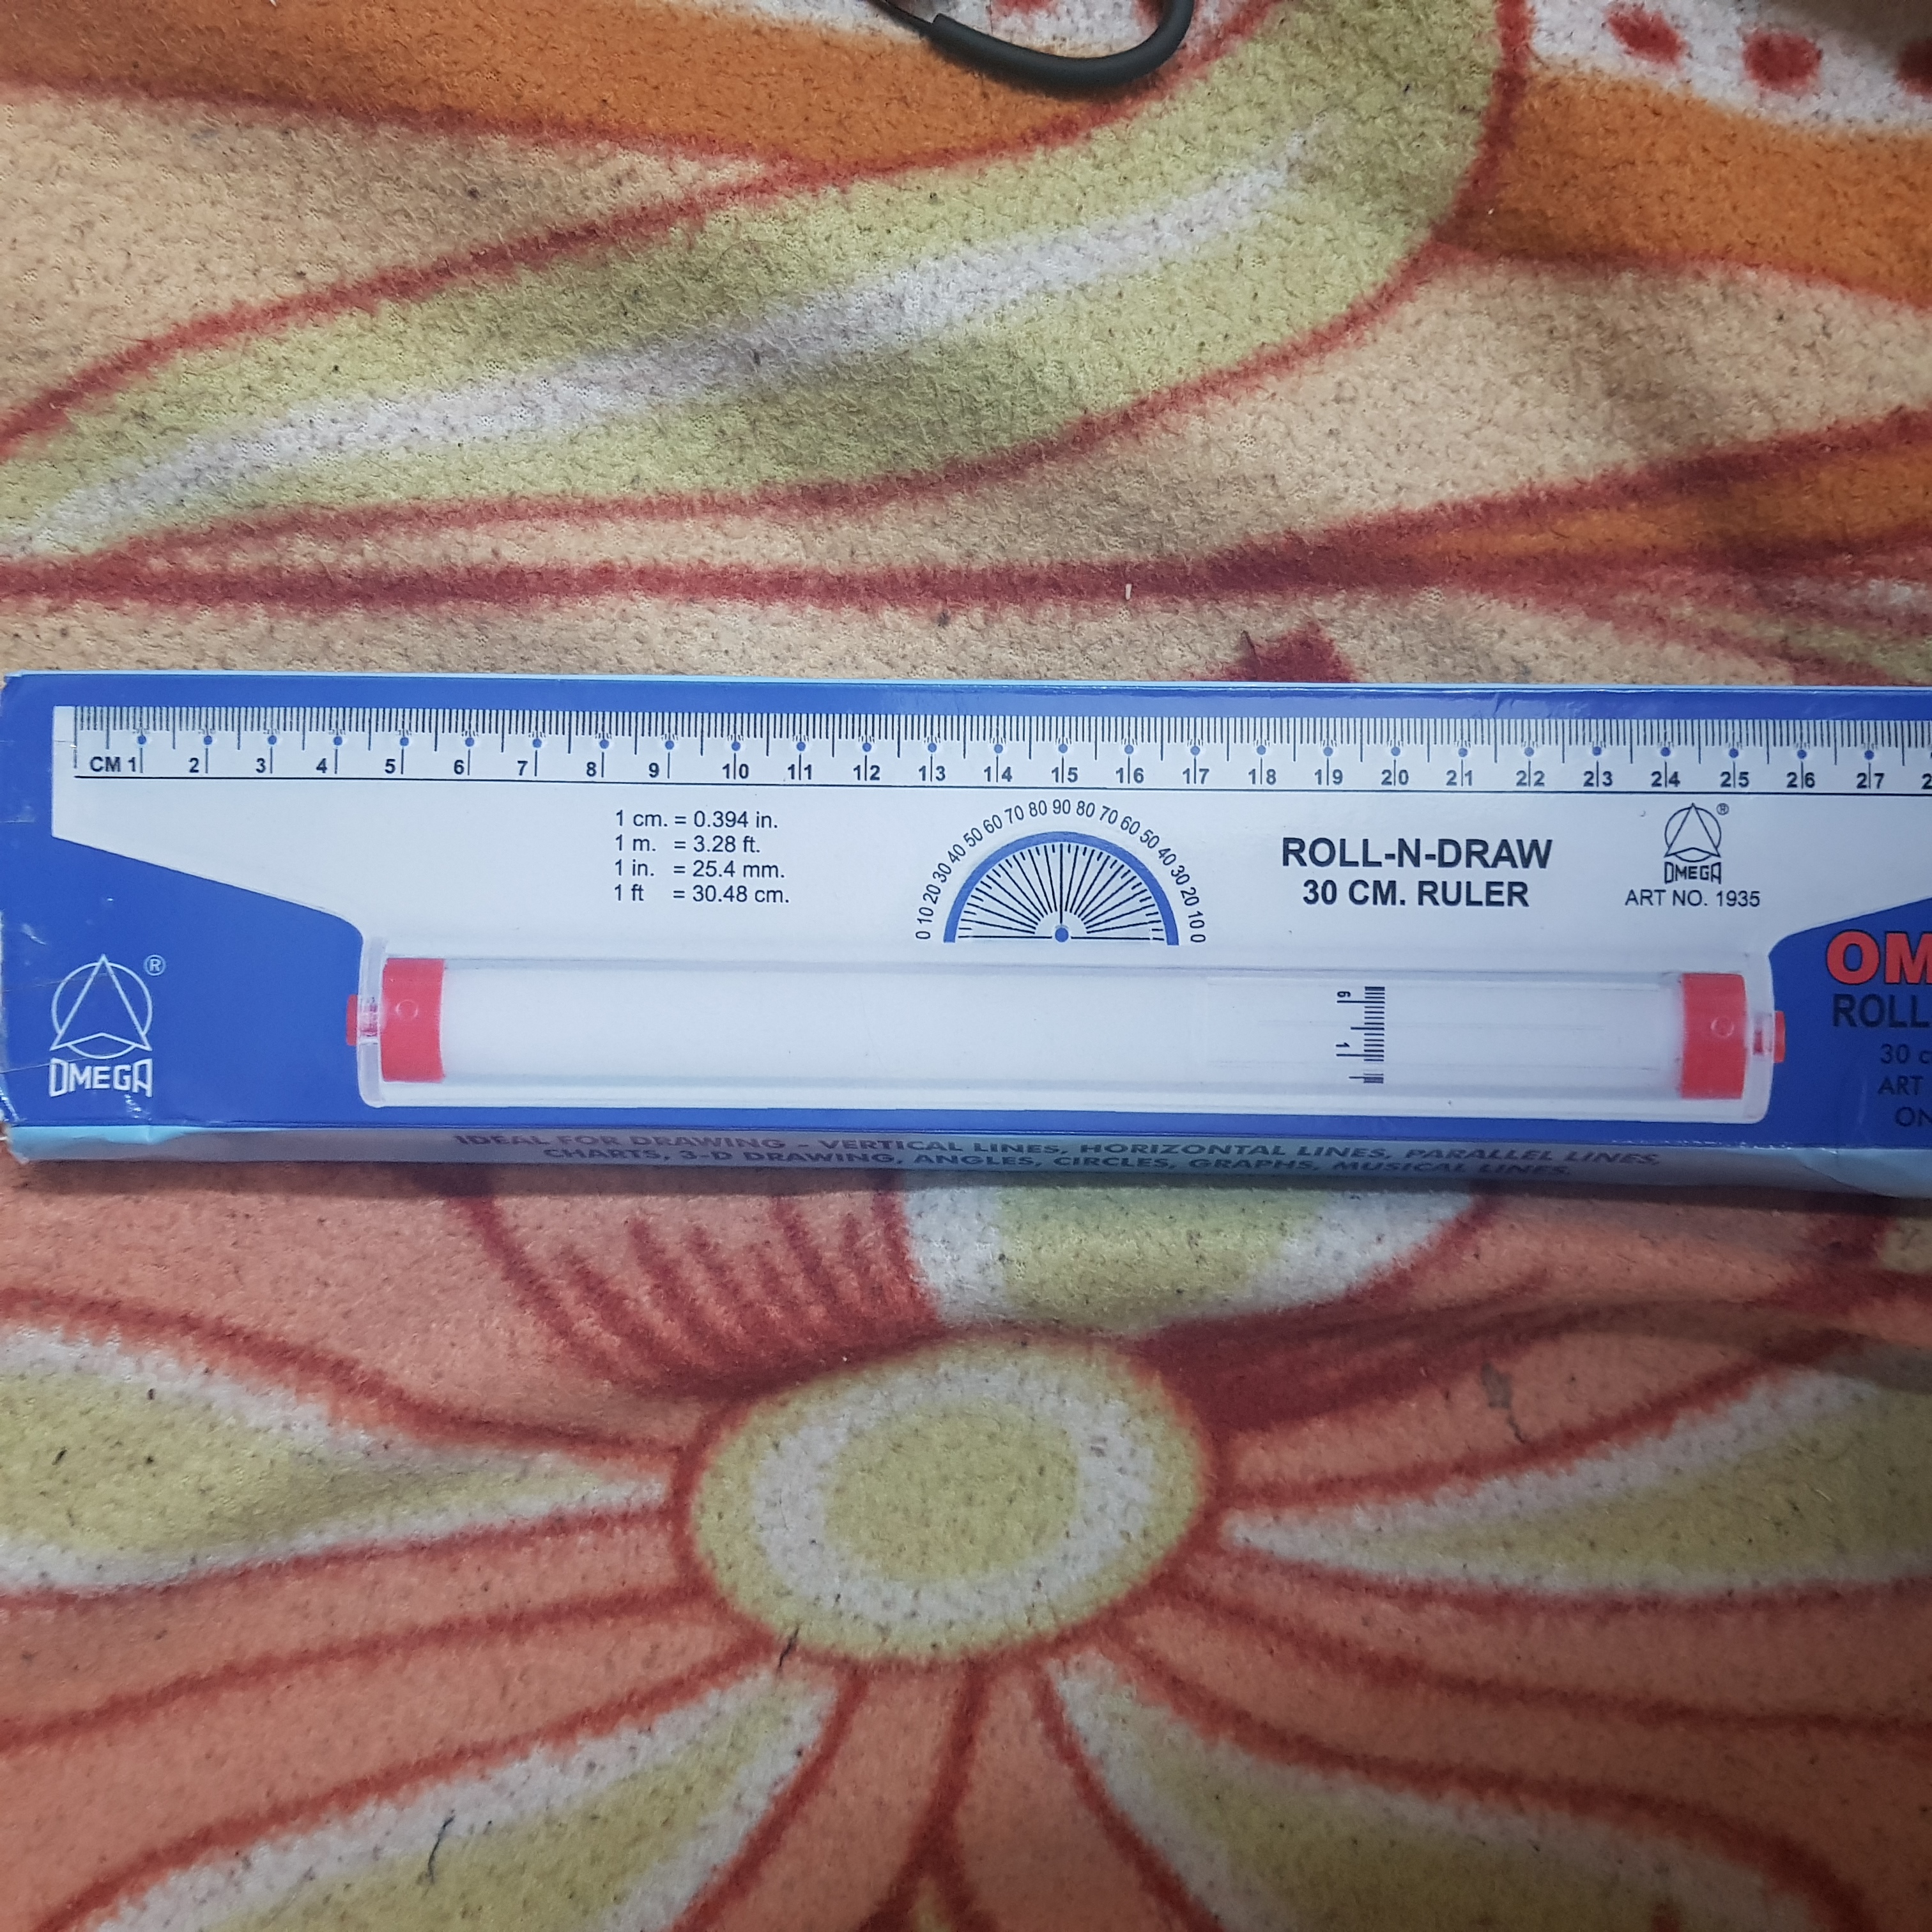 OMEGA ®
CM 1 2 3 4 5 6 7 8 9 10 11 12 13 14 15 16 17 18 19 20 21 22 23 24 25 26 27
1 cm. = 0.394 in.
1 m. = 3.28 ft.
1 in. = 25.4 mm.
1 ft = 30.48 cm.
0 10 20 30 40 50 60 70 80 90 80 70 60 50 40 30 20 10 0
ROLL-N-DRAW
30 CM. RULER
OMEGA ®
ART NO. 1935
1
OM
ROLL
30 c
ART
ON
IDEAL FOR DRAWING - VERTICAL LINES, HORIZONTAL LINES, PARALLEL LINES,
CHARTS, 3-D DRAWING, ANGLES, CIRCLES, GRAPHS, MUSICAL LINES.